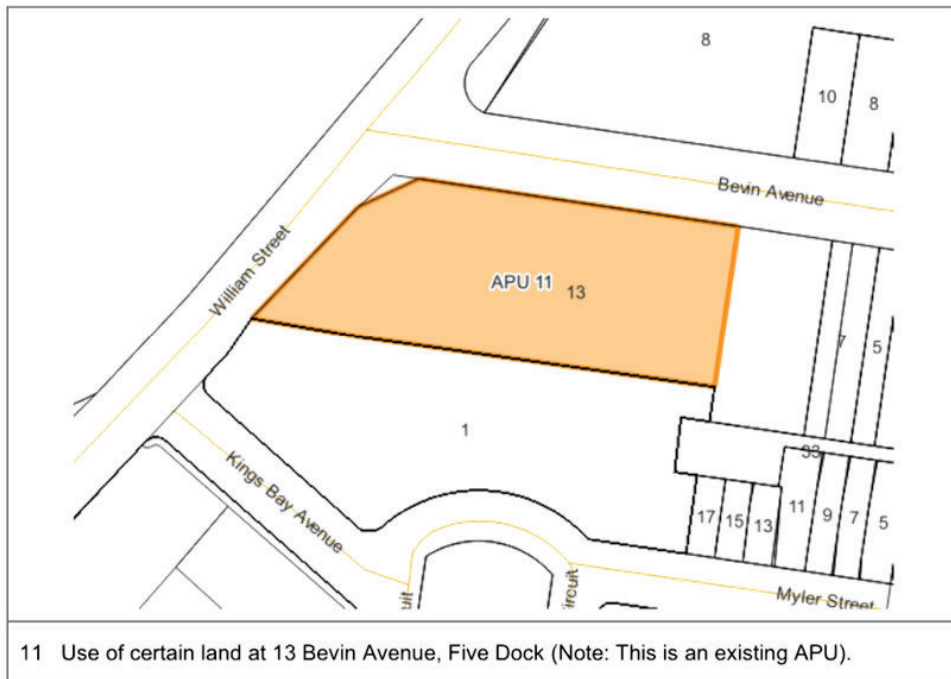 8
10
8
Bevin Avenue
William Street
APU 11
13
7
5
1
33
Kings Bay Avenue
17
15
13
11
9
7
5
uit
ircuit
Myler Street
11 Use of certain land at 13 Bevin Avenue, Five Dock (Note: This is an existing APU).